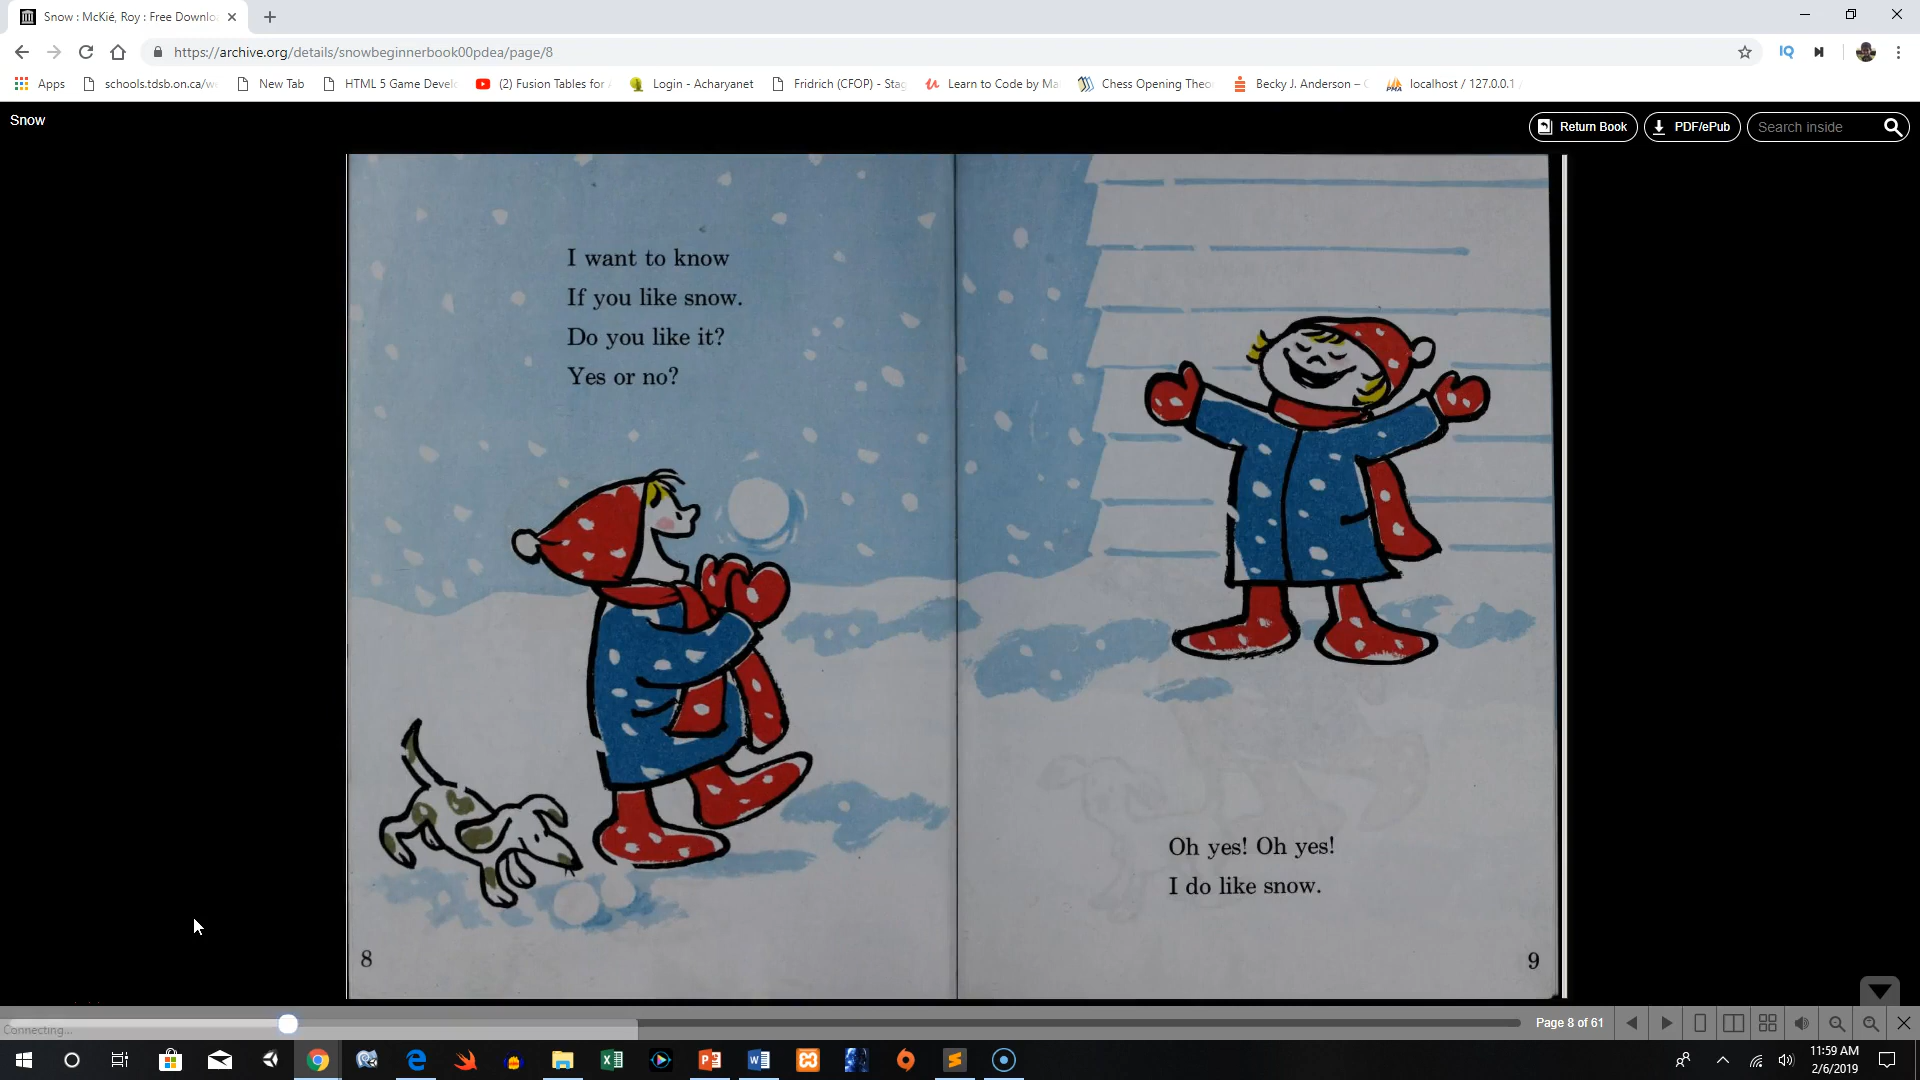 Snow : McKié, Roy : Free Downlo
https://archive.org/details/snowbeginnerbook00pdea/page/8
IQ
Apps
schools.tdsb.on.ca/w
New Tab
HTML 5 Game Devel
(2) Fusion Tables for
Login - Acharyanet
Fridrich (CFOP) - Stag
Learn to Code by Ma
Chess Opening Theo
Becky J. Anderson –
localhost / 127.0.0.1
Snow
Return Book
PDF/ePub
Search inside
I want to know
If you like snow.
Do you like it?
Yes or no?
Oh yes! Oh yes!
I do like snow.
8
9
Connecting...
Page 8 of 61
11:59 AM
2/6/2019